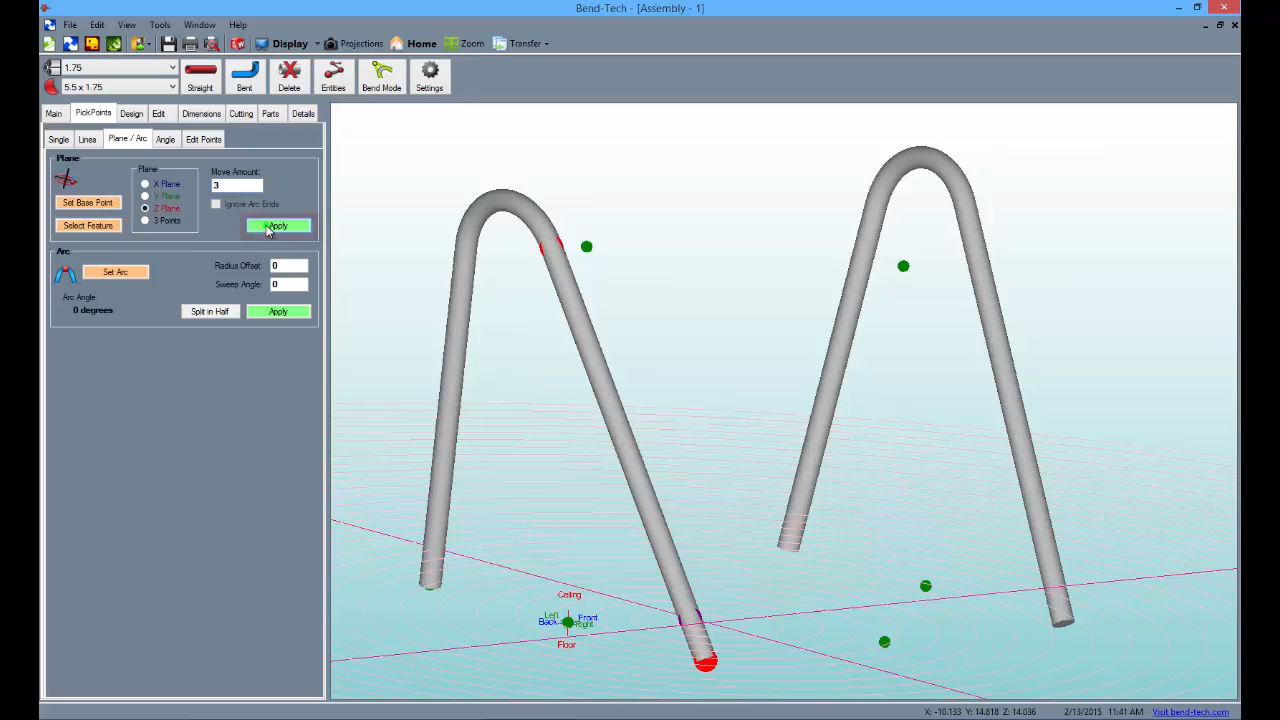 Bend-Tech - [Assembly - 1]
File Edit View Tools Window Help
Display Projections Home Zoom Transfer
1.75
5.5 x 1.75
Straight Bent Delete Entities Bend Mode Settings
Main PickPoints Design Edit Dimensions Cutting Parts Details
Single Lines Plane / Arc Angle Edit Points
Plane
Plane
Move Amount:
X Plane
3
Y Plane
Set Base Point
Z Plane
Ignore Arc Ends
3 Points
Select Feature
Apply
Arc
Set Arc
Radius Offset: 0
Sweep Angle: 0
Arc Angle
0 degrees
Split in Half
Apply
Ceiling
Left
Front
Back
Right
Floor
X: -10.133 Y: 14.818 Z: 14.036 2/13/2015 11:41 AM Visit bend-tech.com